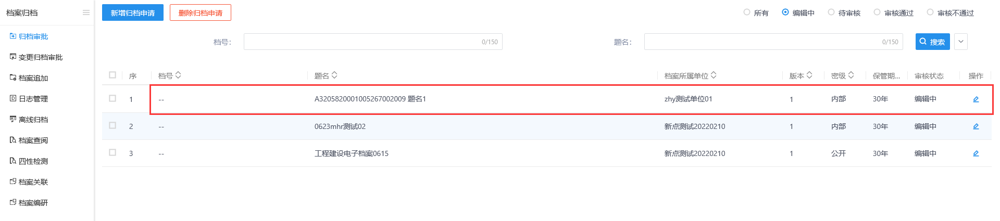 档案归档
归档审批
变更归档审批
档案追加
日志管理
离线归档
档案查阅
四性检测
档案关联
档案编研
新增归档申请 删除归档申请 所有 编辑中 待审核 审核通过 审核不通过
档号： 0/150 题名： 0/150 搜索
序 档号 题名 档案所属单位 版本 密级 保管期... 审核状态 操作
1 -- A3205820001005267002009 题名1 zhy测试单位01 1 内部 30年 编辑中
2 -- 0623mhr测试02 新点测试20220210 1 内部 30年 编辑中
3 -- 工程建设电子档案0615 新点测试20220210 1 公开 30年 编辑中